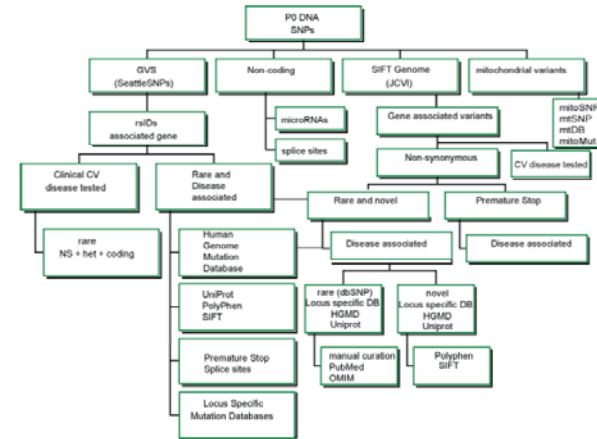 P0 DNA
SNPs
GVS
(SeattleSNPs)
Non-coding
SIFT Genome
(JCVI)
mitochondrial variants
rsIDs
associated gene
microRNAs
splice sites
Gene associated variants
mitoSNP
mtSNP
mtDB
mitoMut
Clinical CV
disease tested
Rare and
Disease
associated
Non-synonymous
CV disease tested
rare
NS + het + coding
Rare and novel
Premature Stop
Human
Genome
Mutation
Database
Disease associated
Disease associated
UniProt
PolyPhen
SIFT
rare (dbSNP)
Locus specific DB
HGMD
Uniprot
novel
Locus specific DB
HGMD
Uniprot
Premature Stop
Splice sites
manual curation
PubMed
OMIM
Polyphen
SIFT
Locus Specific
Mutation Databases